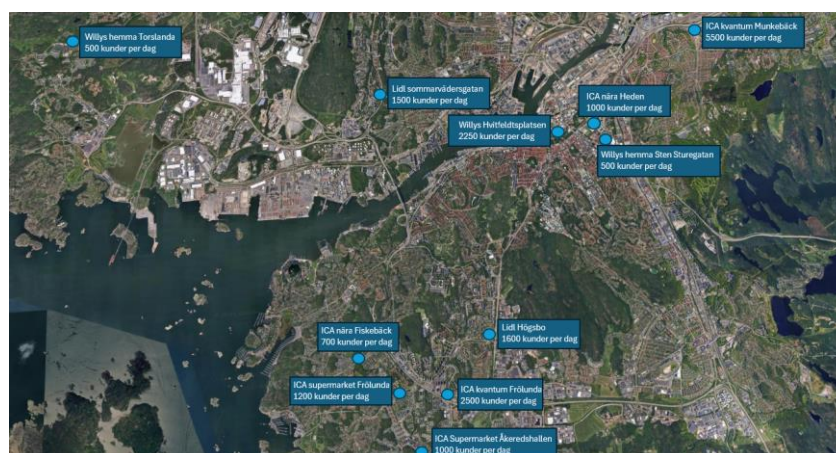 Willys hemma Torslanda
500 kunder per dag
ICA kvantum Munkebäck
5500 kunder per dag
Lidl sommarvädersgatan
1500 kunder per dag
ICA nära Heden
1000 kunder per dag
Willys Hvitfeldtsplatsen
2250 kunder per dag
Willys hemma Sten Sturegatan
500 kunder per dag
ICA nära Fiskebäck
700 kunder per dag
Lidl Högsbo
1600 kunder per dag
ICA supermarket Frölunda
1200 kunder per dag
ICA kvantum Frölunda
2500 kunder per dag
ICA Supermarket Åkeredshallen
1000 kunder per dag